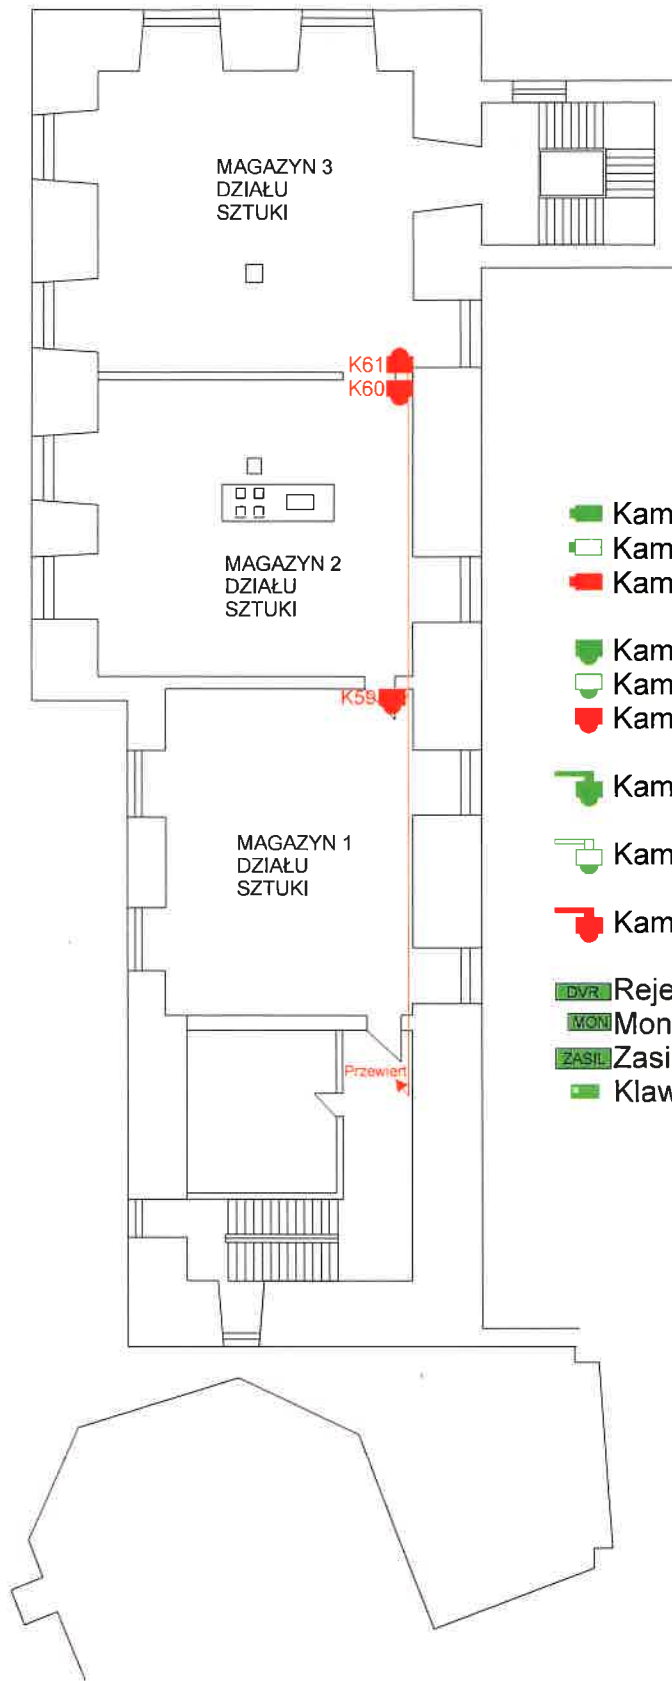 MAGAZYN 3
DZIAŁU
SZTUKI
K61
K60
MAGAZYN 2
DZIAŁU
SZTUKI
K59
MAGAZYN 1
DZIAŁU
SZTUKI
Przewiert
Kam
Kam
Kam
Kam
Kam
Kam
Kam
Kam
Kam
DVR Reje
MON Mon
ZASIL Zasi
Klaw